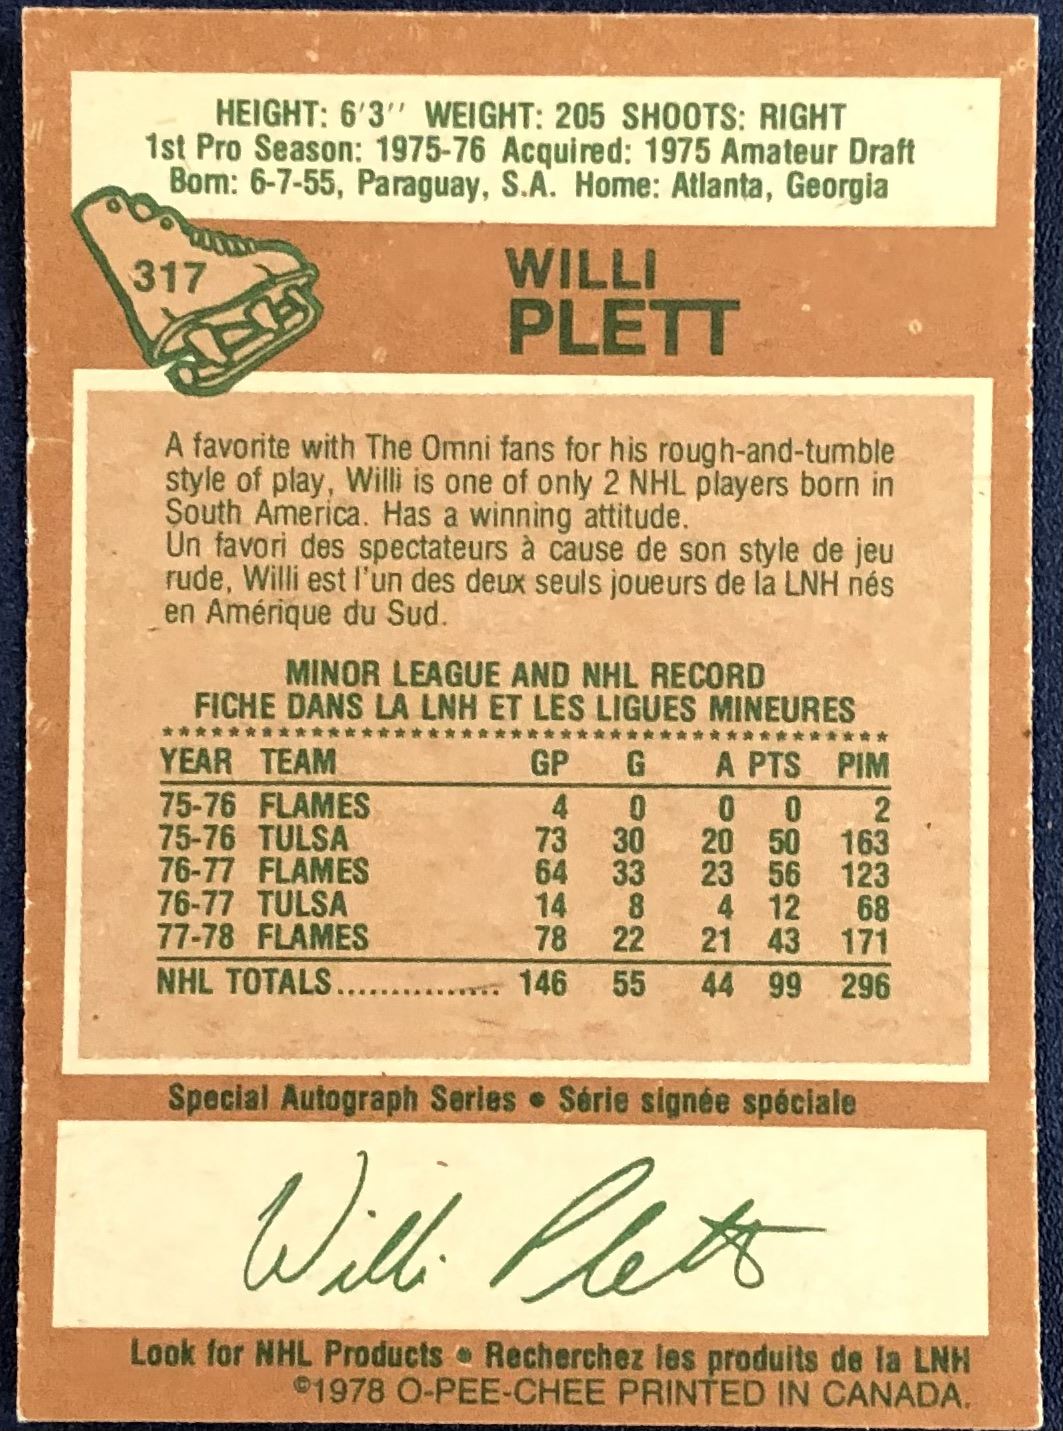 HEIGHT: 6'3'' WEIGHT: 205 SHOOTS: RIGHT
1st Pro Season: 1975-76 Acquired: 1975 Amateur Draft
Born: 6-7-55, Paraguay, S.A. Home: Atlanta, Georgia
317
WILLI
PLETT
A favorite with The Omni fans for his rough-and-tumble
style of play, Willi is one of only 2 NHL players born in
South America. Has a winning attitude.
Un favori des spectateurs à cause de son style de jeu
rude, Willi est l'un des deux seuls joueurs de la LNH nés
en Amérique du Sud.
MINOR LEAGUE AND NHL RECORD
FICHE DANS LA LNH ET LES LIGUES MINEURES
YEAR TEAM GP G A PTS PIM
75-76 FLAMES 4 0 0 0 2
75-76 TULSA 73 30 20 50 163
76-77 FLAMES 64 33 23 56 123
76-77 TULSA 14 8 4 12 68
77-78 FLAMES 78 22 21 43 171
NHL TOTALS............... 146 55 44 99 296
Special Autograph Series • Série signée spéciale
Willi Plett
Look for NHL Products • Recherchez les produits de la LNH
©1978 O-PEE-CHEE PRINTED IN CANADA.